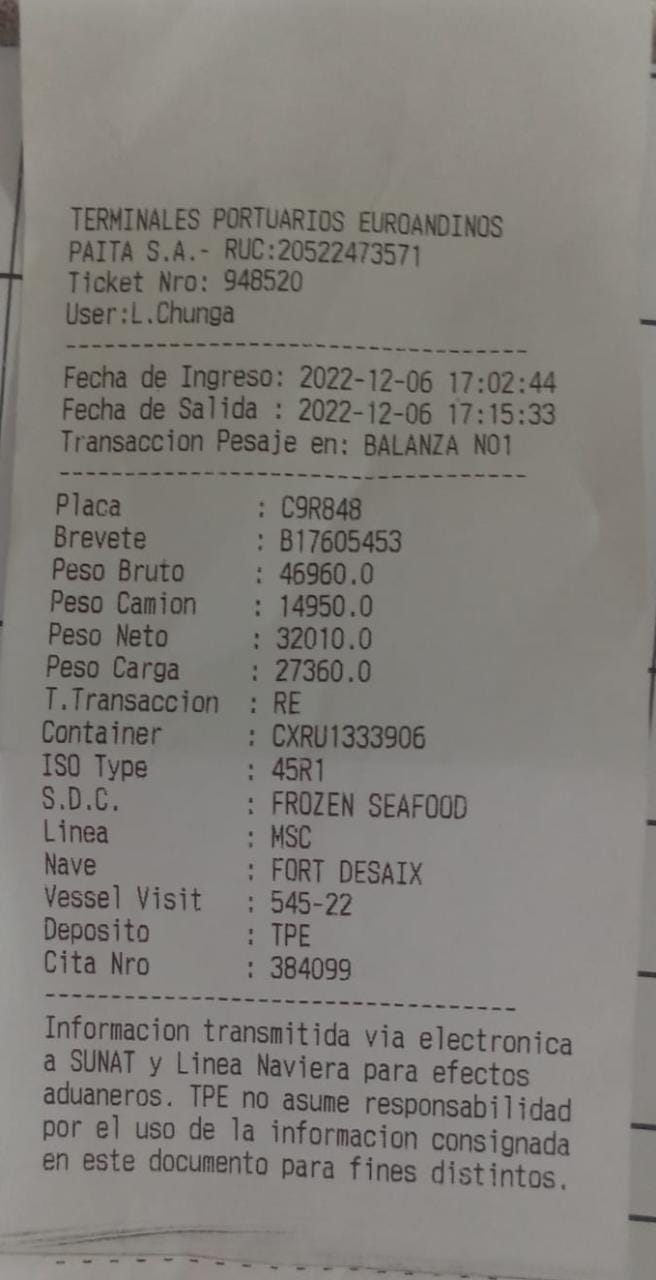 TERMINALES PORTUARIOS EUROANDINOS
PAITA S.A.- RUC:20522473571
Ticket Nro: 948520
User:L.Chunga
Fecha de Ingreso: 2022-12-06 17:02:44
Fecha de Salida : 2022-12-06 17:15:33
Transaccion Pesaje en: BALANZA NO1
Placa : C9R848
Brevete : B17605453
Peso Bruto : 46960.0
Peso Camion : 14950.0
Peso Neto : 32010.0
Peso Carga : 27360.0
T.Transaccion : RE
Container : CXRU1333906
ISO Type : 45R1
S.D.C. : FROZEN SEAFOOD
Linea : MSC
Nave : FORT DESAIX
Vessel Visit : 545-22
Deposito : TPE
Cita Nro : 384099
Informacion transmitida via electronica
a SUNAT y Linea Naviera para efectos
aduaneros. TPE no asume responsabilidad
por el uso de la informacion consignada
en este documento para fines distintos.